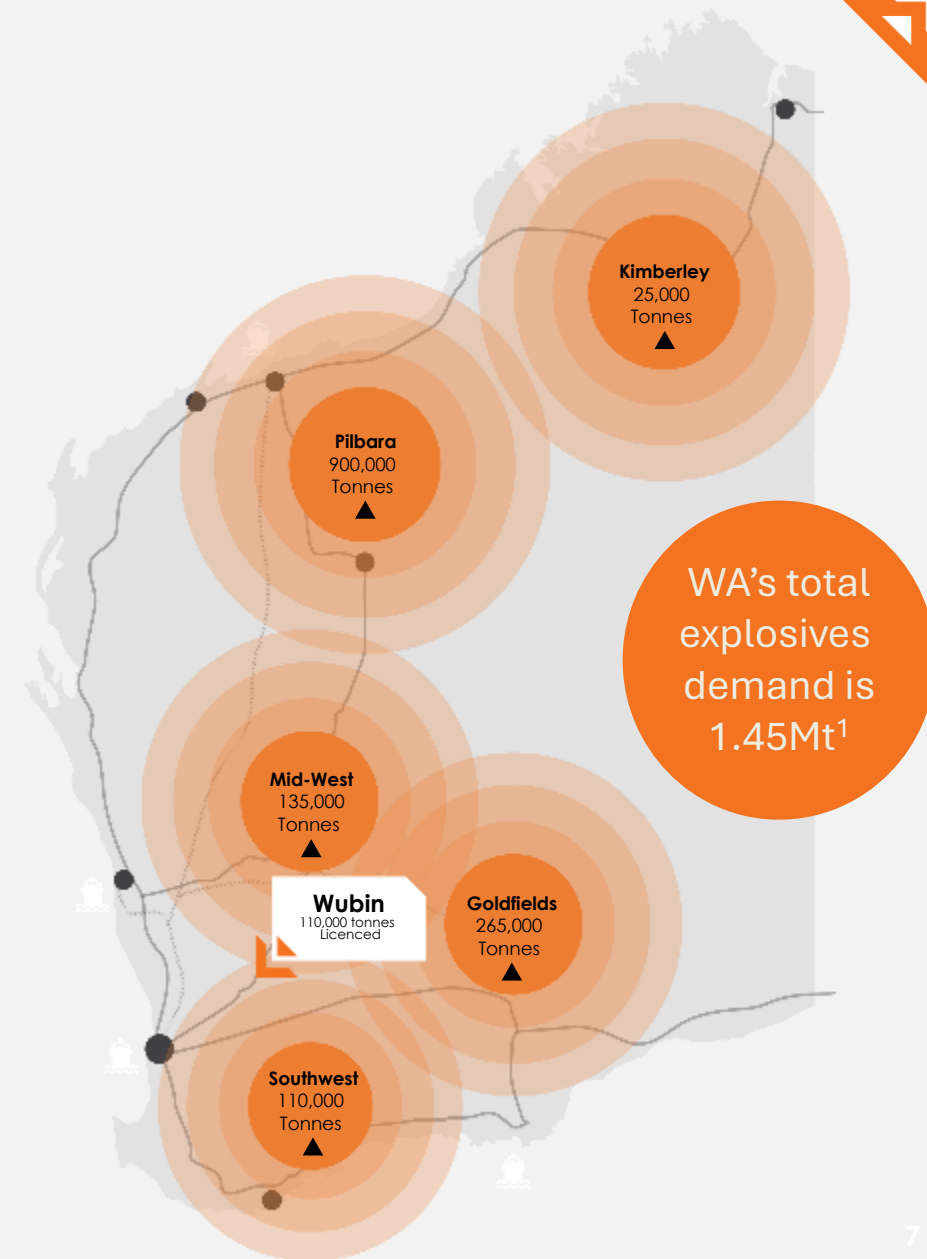 Kimberley
25,000
Tonnes
Pilbara
900,000
Tonnes
WA's total
explosives
demand is
1.45Mt¹
Mid-West
135,000
Tonnes
Wubin
110,000 tonnes
Licenced
Goldfields
265,000
Tonnes
Southwest
110,000
Tonnes
7